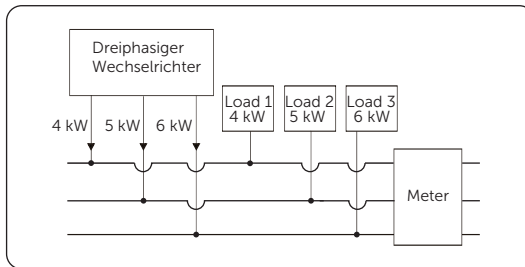 Dreiphasiger
Wechselrichter
4 kW
5 kW
6 kW
Load 1
4 kW
Load 2
5 kW
Load 3
6 kW
Meter